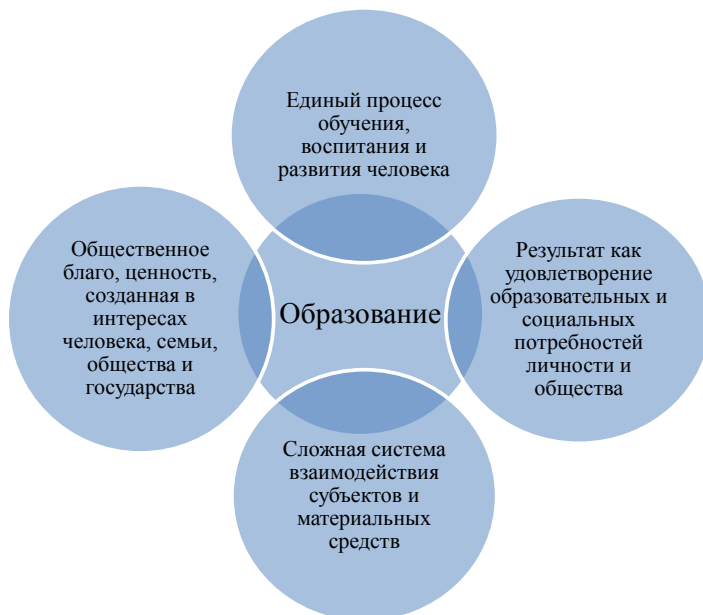 Единый процесс
обучения,
воспитания и
развития человека
Общественное
благо, ценность,
созданная в
интересах
человека, семьи,
общества и
государства
Образование
Результат как
удовлетворение
образовательных и
социальных
потребностей
личности и
общества
Сложная система
взаимодействия
субъектов и
материальных
средств